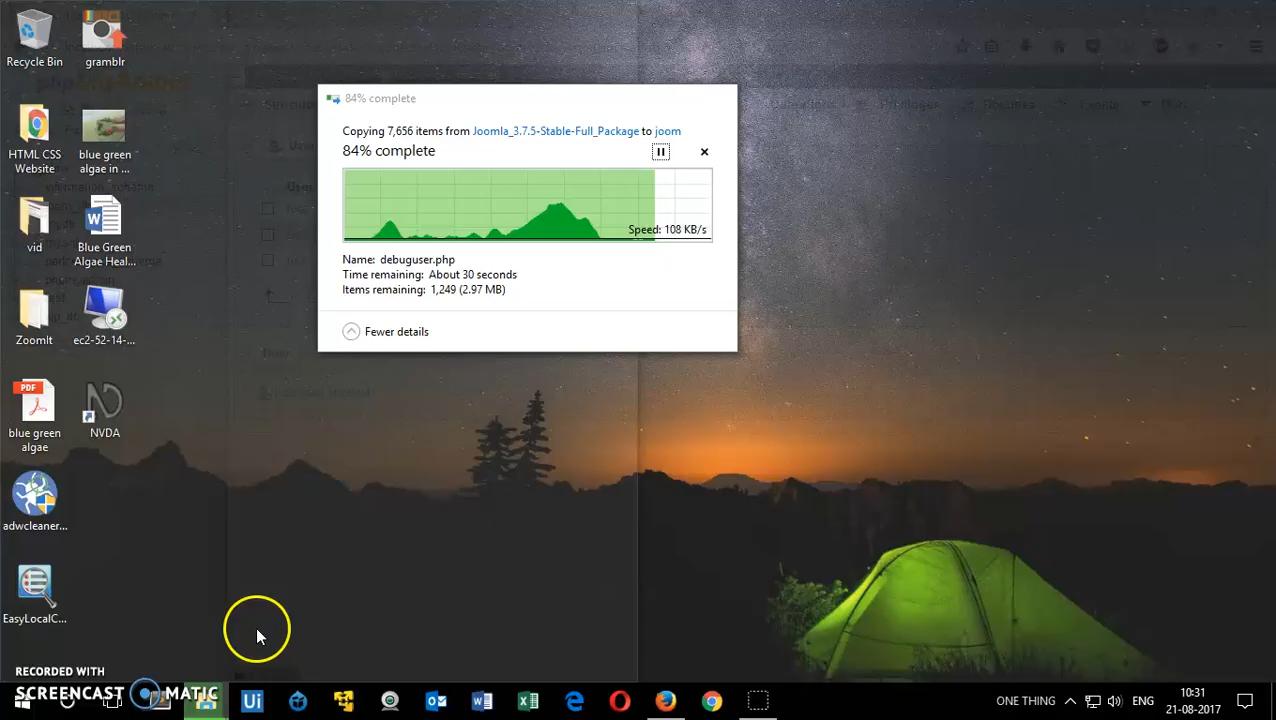 Recycle Bin
gramblr
HTML CSS
Website
blue green
algae in ...
W
vid
Blue Green
Algae Heal...
ZoomIt
ec2-52-14-...
PDF
blue green
algae
NVDA
adwcleaner...
EasyLocalC...
84% complete
Copying 7,656 items from Joomla_3.7.5-Stable-Full_Package to joom
84% complete
Speed: 108 KB/s
Name: debuguser.php
Time remaining: About 30 seconds
Items remaining: 1,249 (2.97 MB)
Fewer details
RECORDED WITH
SCREENCAST MATIC
Ui
ONE THING
ENG
10:31
21-08-2017